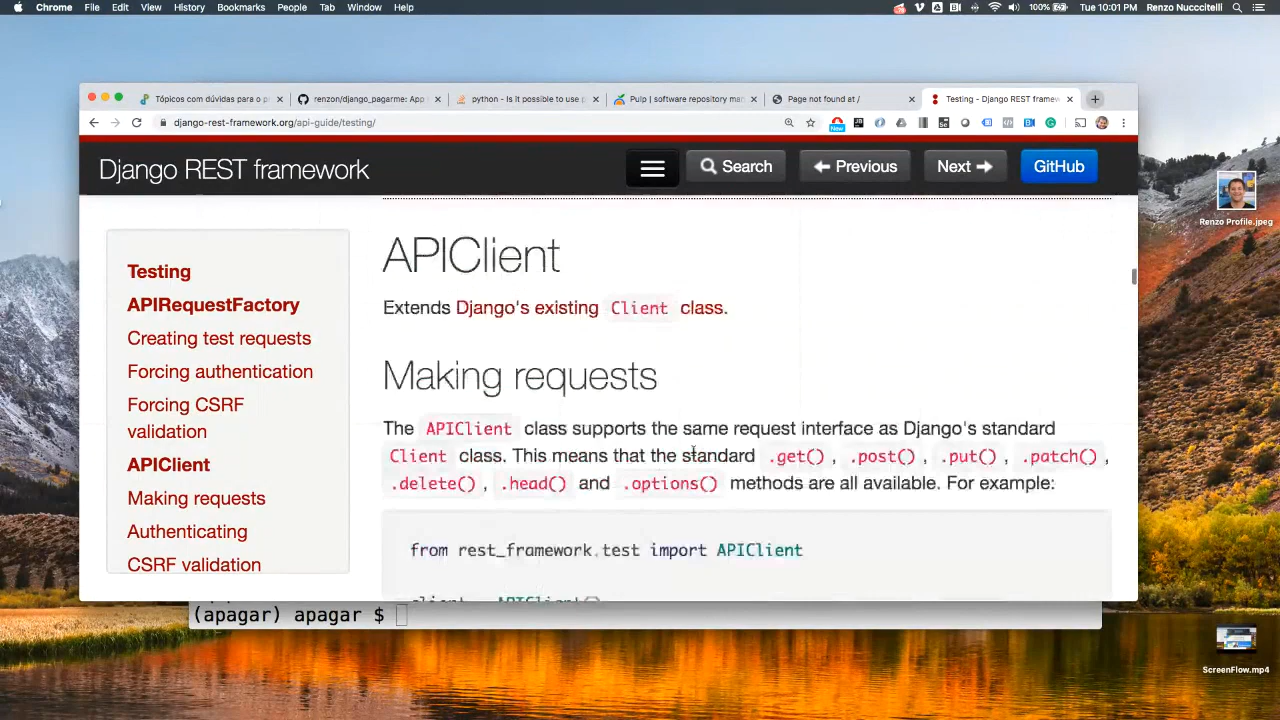 Chrome File Edit View History Bookmarks People Tab Window Help 100% Tue 10:01 PM Renzo Nuccitelli
Tópicos com dúvidas para o p
renzon/django_pagarme: App
python - Is it possible to use p
Pulp | software repository ma
Page not found at /
Testing - Django REST framew
django-rest-framework.org/api-guide/testing/
New
Django REST framework
Search
Previous
Next
GitHub
Testing
APIRequestFactory
Creating test requests
Forcing authentication
Forcing CSRF
validation
APIClient
Making requests
Authenticating
CSRF validation
APIClient
Extends Django's existing Client class.
Making requests
The APIClient class supports the same request interface as Django's standard
Client class. This means that the standard .get() , .post() , .put() , .patch() ,
.delete() , .head() and .options() methods are all available. For example:
from rest_framework.test import APIClient
client = APIClient()
(apagar) apagar $
Renzo Profile.jpeg
ScreenFlow.mp4